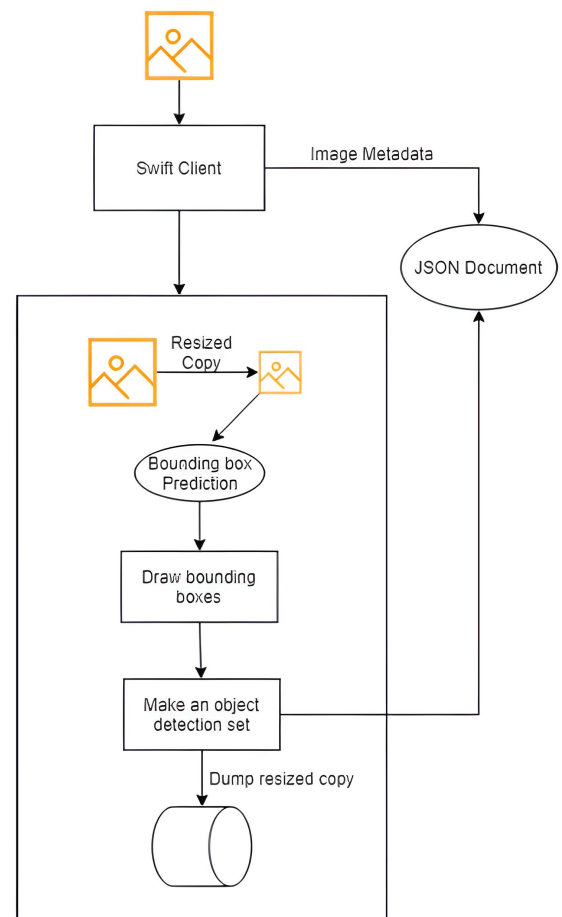 Swift Client
Image Metadata
JSON Document
Resized
Copy
Bounding box
Prediction
Draw bounding
boxes
Make an object
detection set
Dump resized copy